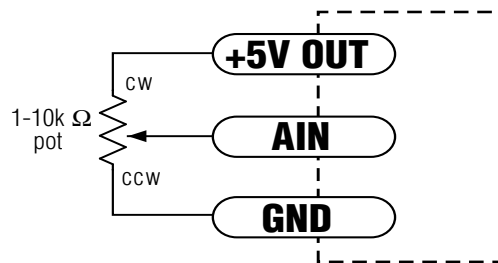 +5V OUT
CW
1-10k Ω
pot
AIN
CCW
GND